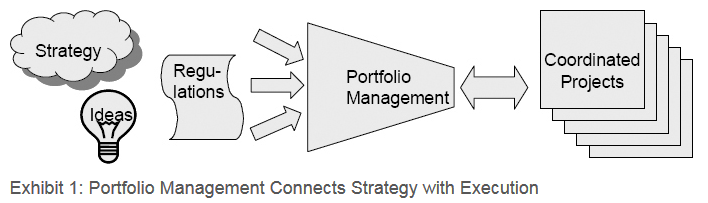 Strategy
Ideas
Regu-
lations
Portfolio
Management
Coordinated
Projects
Exhibit 1: Portfolio Management Connects Strategy with Execution